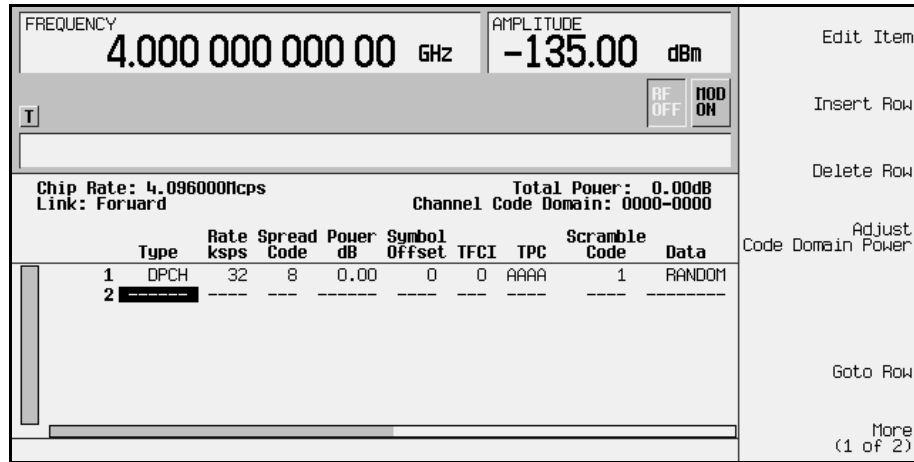 FREQUENCY
4.000 000 000 00 GHz
AMPLITUDE
-135.00 dBm
RF OFF
MOD ON
T
Chip Rate: 4.096000Mcps
Total Power: 0.00dB
Link: Forward
Channel Code Domain: 0000-0000
Type Rate ksps Spread Code Power dB Symbol Offset TFCI TPC Scramble Code Data
1 DPCH 32 8 0.00 0 0 AAAA 1 RANDOM
2 ------ ---- --- ------ ---- --- ---- ---- --------
Edit Item
Insert Row
Delete Row
Adjust
Code Domain Power
Goto Row
More
(1 of 2)